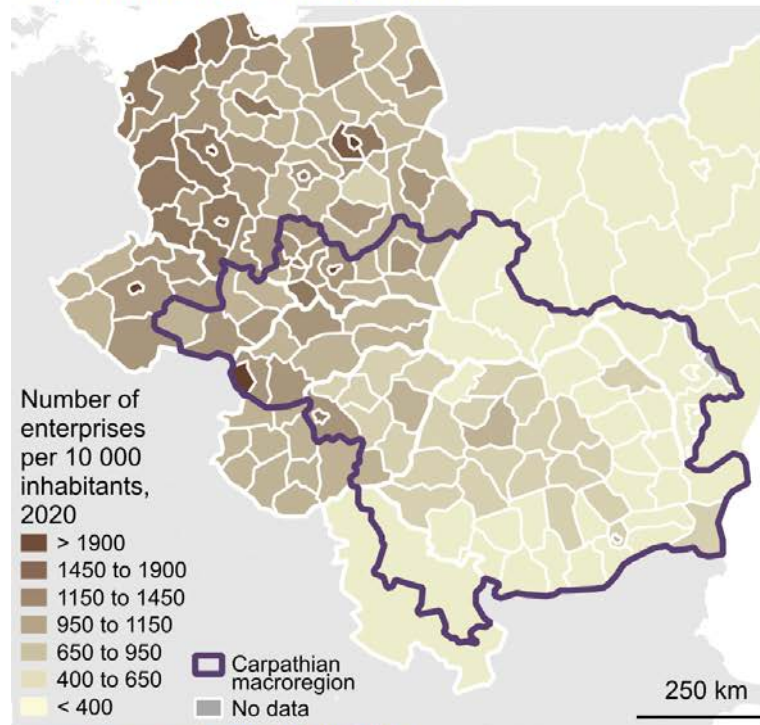 Number of
enterprises
per 10 000
inhabitants,
2020
> 1900
1450 to 1900
1150 to 1450
950 to 1150
650 to 950
400 to 650
< 400
Carpathian
macroregion
No data
250 km